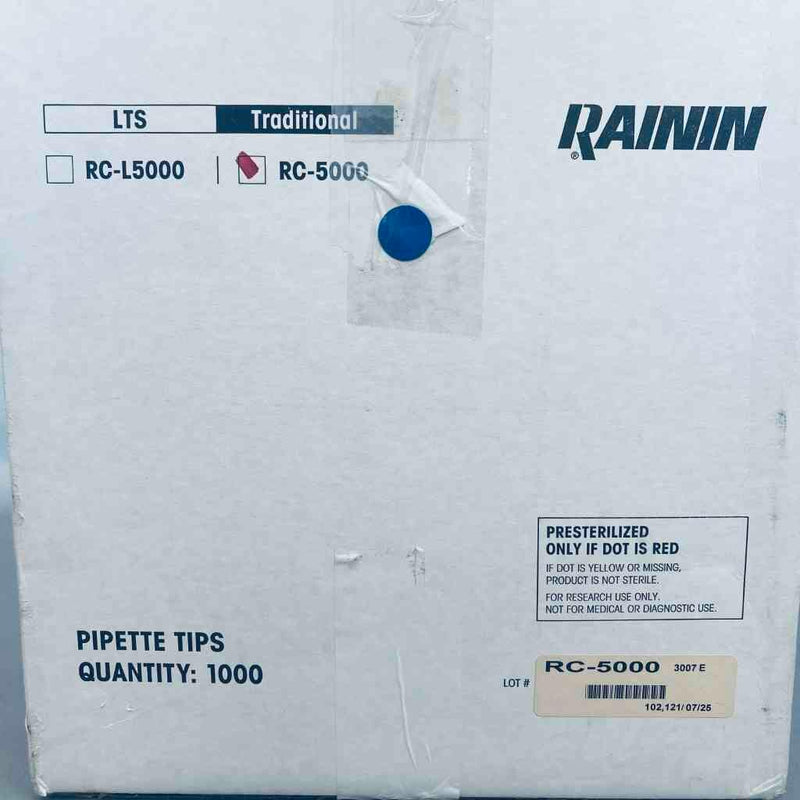 LTS Traditional
RAININ®
RC-L5000 | RC-5000
PRESTERILIZED
ONLY IF DOT IS RED
IF DOT IS YELLOW OR MISSING,
PRODUCT IS NOT STERILE.
FOR RESEARCH USE ONLY.
NOT FOR MEDICAL OR DIAGNOSTIC USE.
PIPETTE TIPS
QUANTITY: 1000
LOT #
RC-5000 3007 E
102,121/07/25